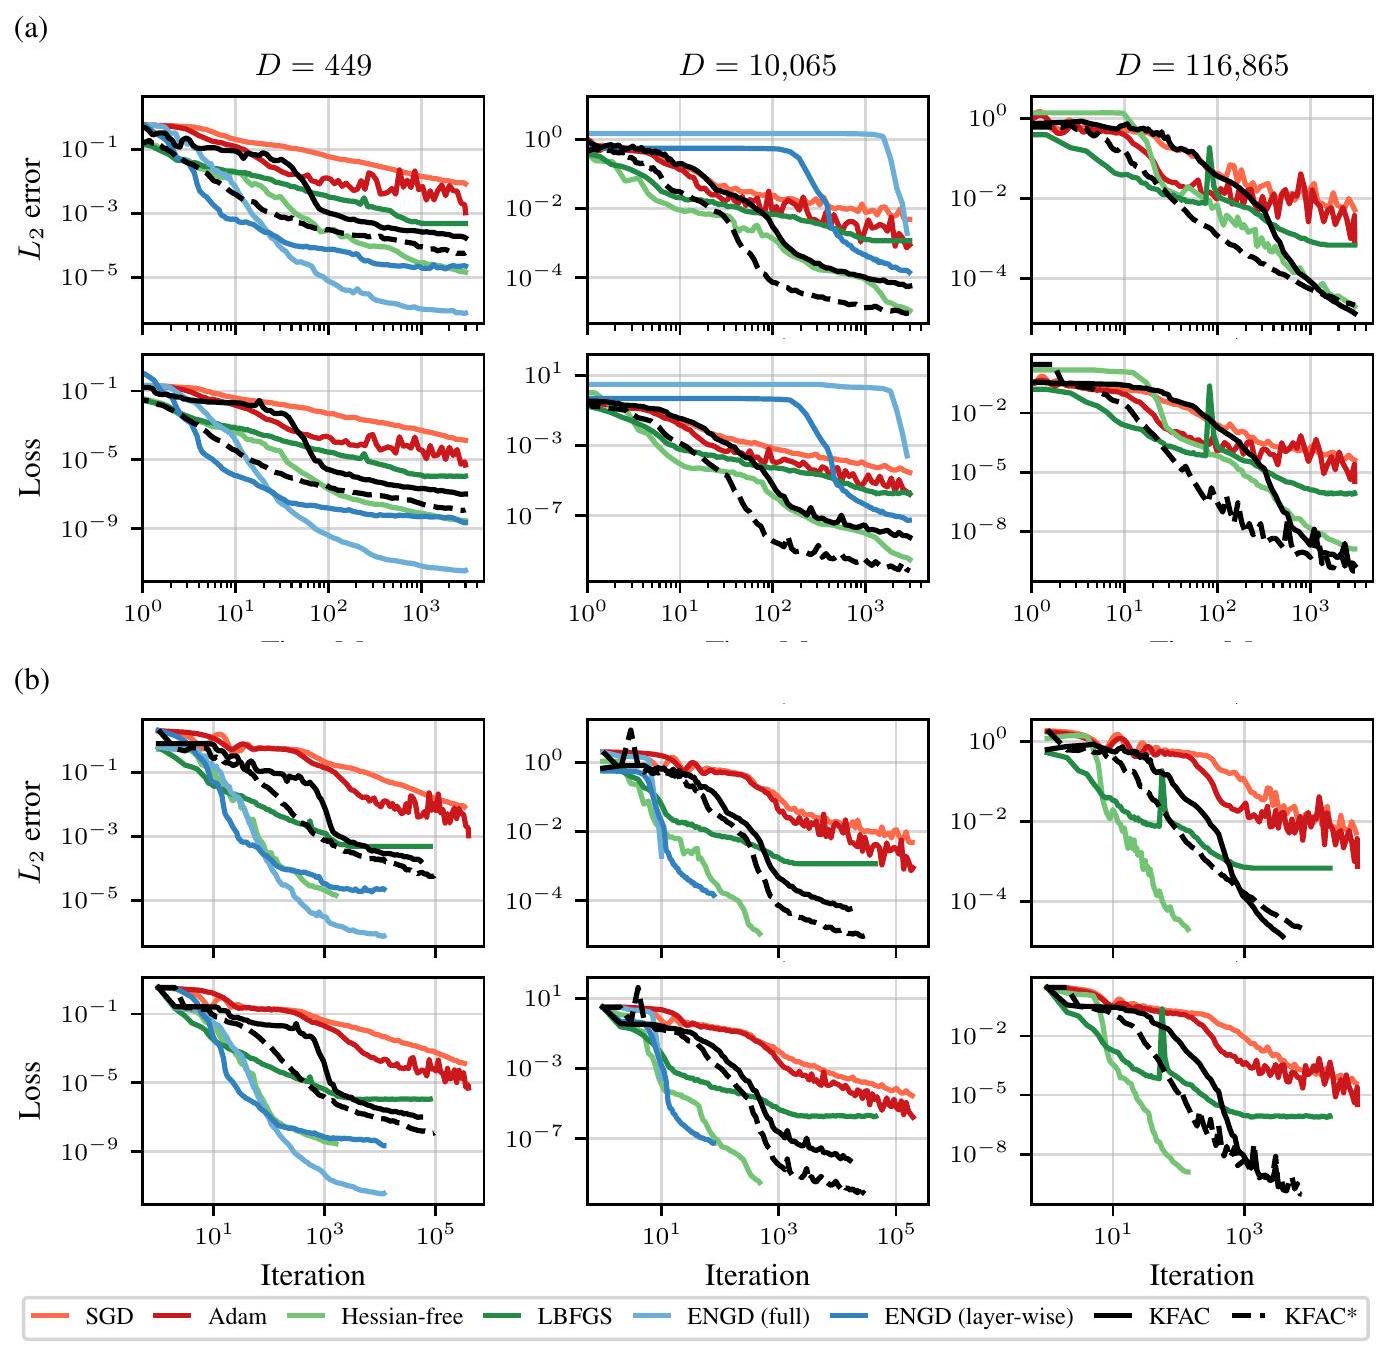 (a)
D = 449 D = 10,065 D = 116,865
L2 error 10^-1 10^-3 10^-5 10^0 10^-2 10^-4 10^0 10^-2 10^-4
Loss 10^-1 10^-5 10^-9 10^1 10^-3 10^-7 10^-2 10^-5 10^-8
10^0 10^1 10^2 10^3 10^0 10^1 10^2 10^3 10^0 10^1 10^2 10^3
(b)
L2 error 10^-1 10^-3 10^-5 10^0 10^-2 10^-4 10^0 10^-2 10^-4
Loss 10^-1 10^-5 10^-9 10^1 10^-3 10^-7 10^-2 10^-5 10^-8
10^1 10^3 10^5 10^1 10^3 10^5 10^1 10^3
Iteration Iteration Iteration
SGD Adam Hessian-free LBFGS ENGD (full) ENGD (layer-wise) KFAC KFAC*